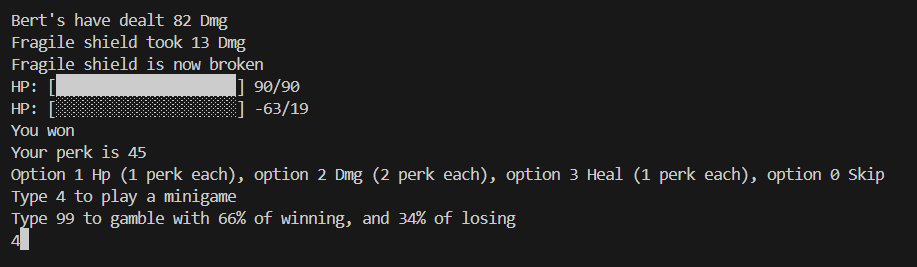 Bert's have dealt 82 Dmg
Fragile shield took 13 Dmg
Fragile shield is now broken
HP: [████████████████████] 90/90
HP: [░░░░░░░░░░░░░░░░░░░░] -63/19
You won
Your perk is 45
Option 1 Hp (1 perk each), option 2 Dmg (2 perk each), option 3 Heal (1 perk each), option 0 Skip
Type 4 to play a minigame
Type 99 to gamble with 66% of winning, and 34% of losing
4